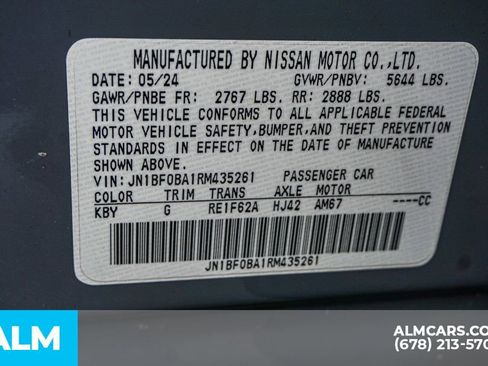 MANUFACTURED BY NISSAN MOTOR CO.,LTD.
DATE: 05/24 GVWR/PNBV: 5644 LBS.
GAWR/PNBE FR: 2767 LBS. RR: 2888 LBS.
THIS VEHICLE CONFORMS TO ALL APPLICABLE FEDERAL
MOTOR VEHICLE SAFETY,BUMPER,AND THEFT PREVENTION
STANDARDS IN EFFECT ON THE DATE OF MANUFACTURE
SHOWN ABOVE.
VIN: JN1BF0BA1RM435261 PASSENGER CAR
COLOR TRIM TRANS AXLE MOTOR
KBY G RE1F62A HJ42 AM67 ----CC
JN1BF0BA1RM435261
ALM
ALMCARS.CO
(678) 213-570